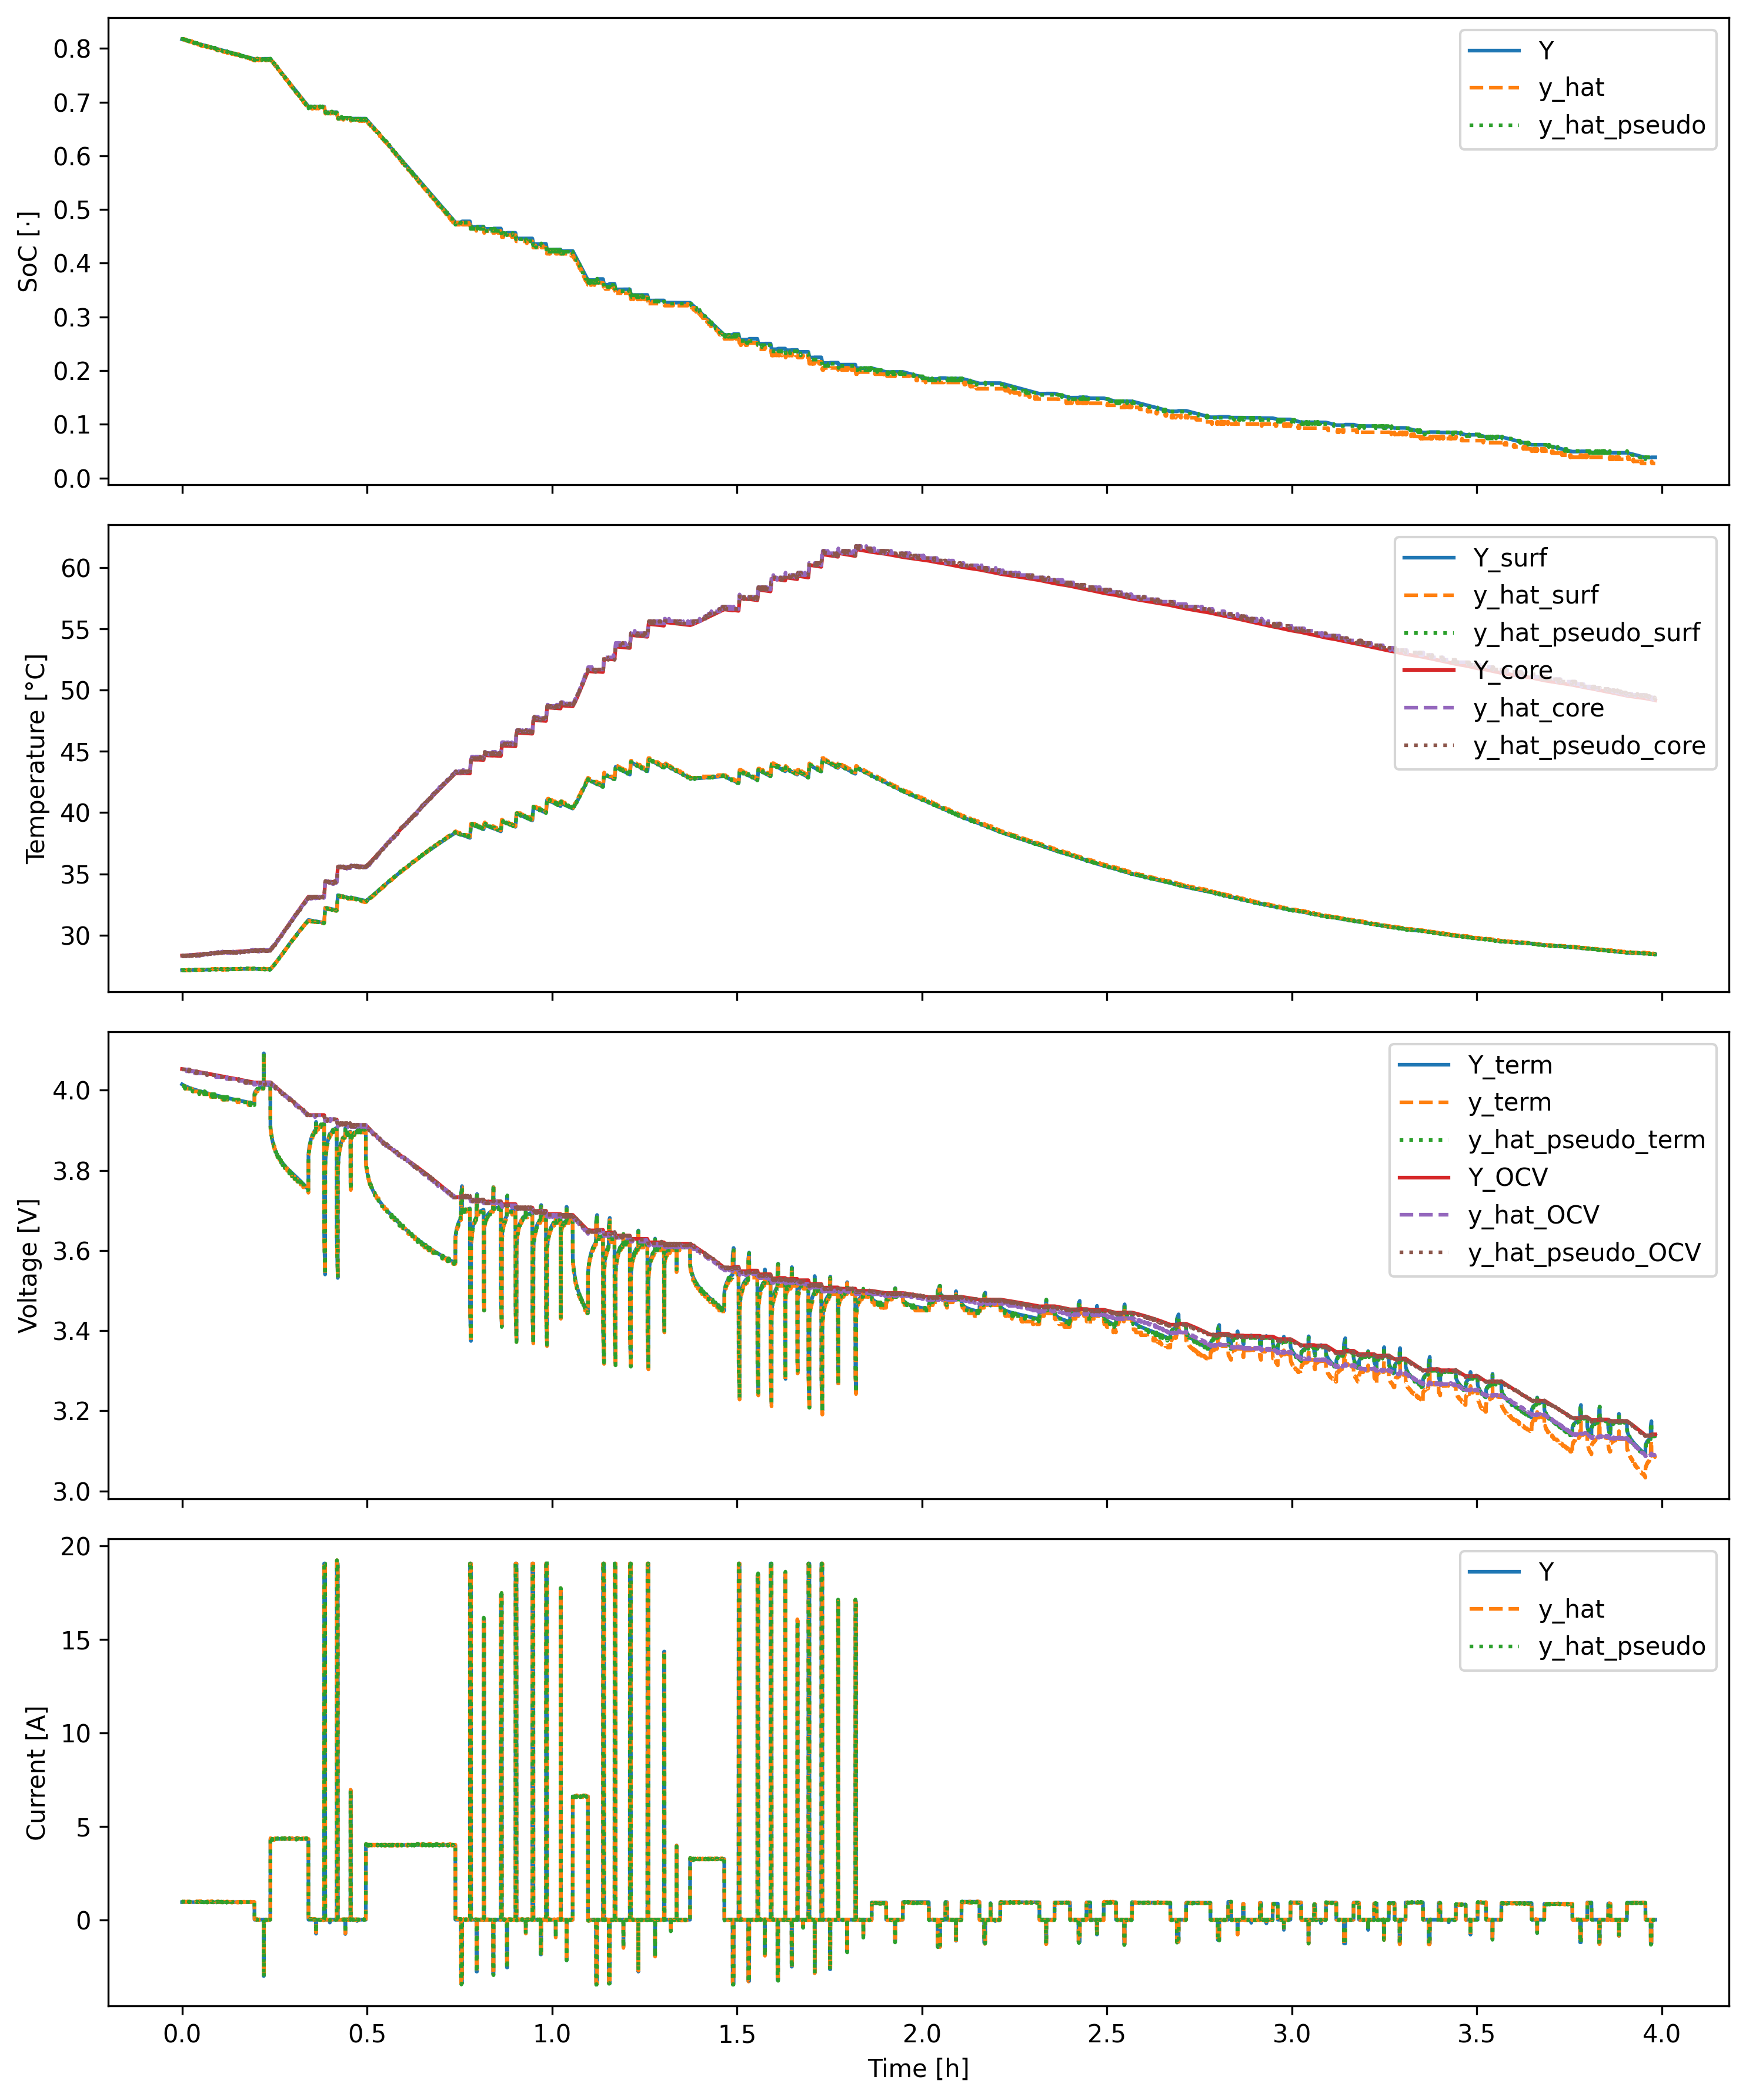 0.8
0.7
0.6
0.5
0.4
0.3
0.2
0.1
0.0
SoC [·]
Y
y_hat
y_hat_pseudo
60
55
50
45
40
35
30
Temperature [°C]
Y_surf
y_hat_surf
y_hat_pseudo_surf
Y_core
y_hat_core
y_hat_pseudo_core
4.0
3.8
3.6
3.4
3.2
3.0
Voltage [V]
Y_term
y_term
y_hat_pseudo_term
Y_OCV
y_hat_OCV
y_hat_pseudo_OCV
20
15
10
5
0
Current [A]
Y
y_hat
y_hat_pseudo
0.0 0.5 1.0 1.5 2.0 2.5 3.0 3.5 4.0
Time [h]